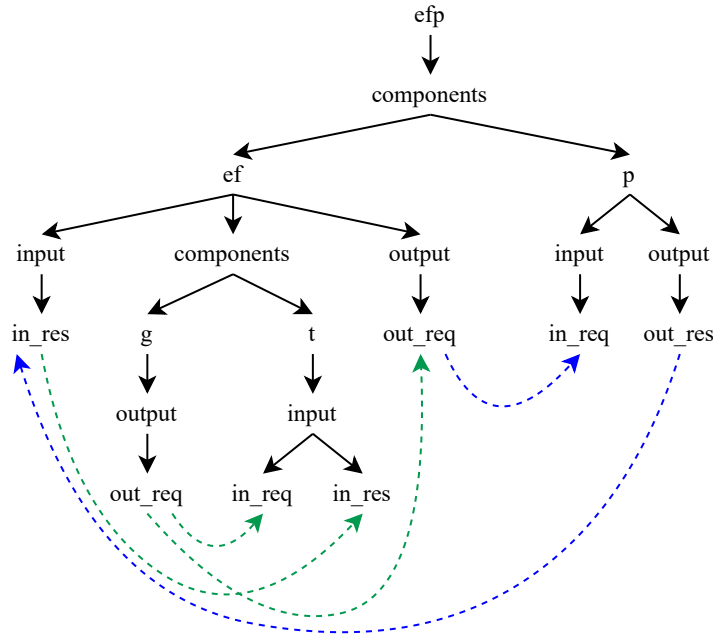 efp
components
ef p
input components output input output
in_res g t out_req in_req out_res
output input
out_req in_req in_res